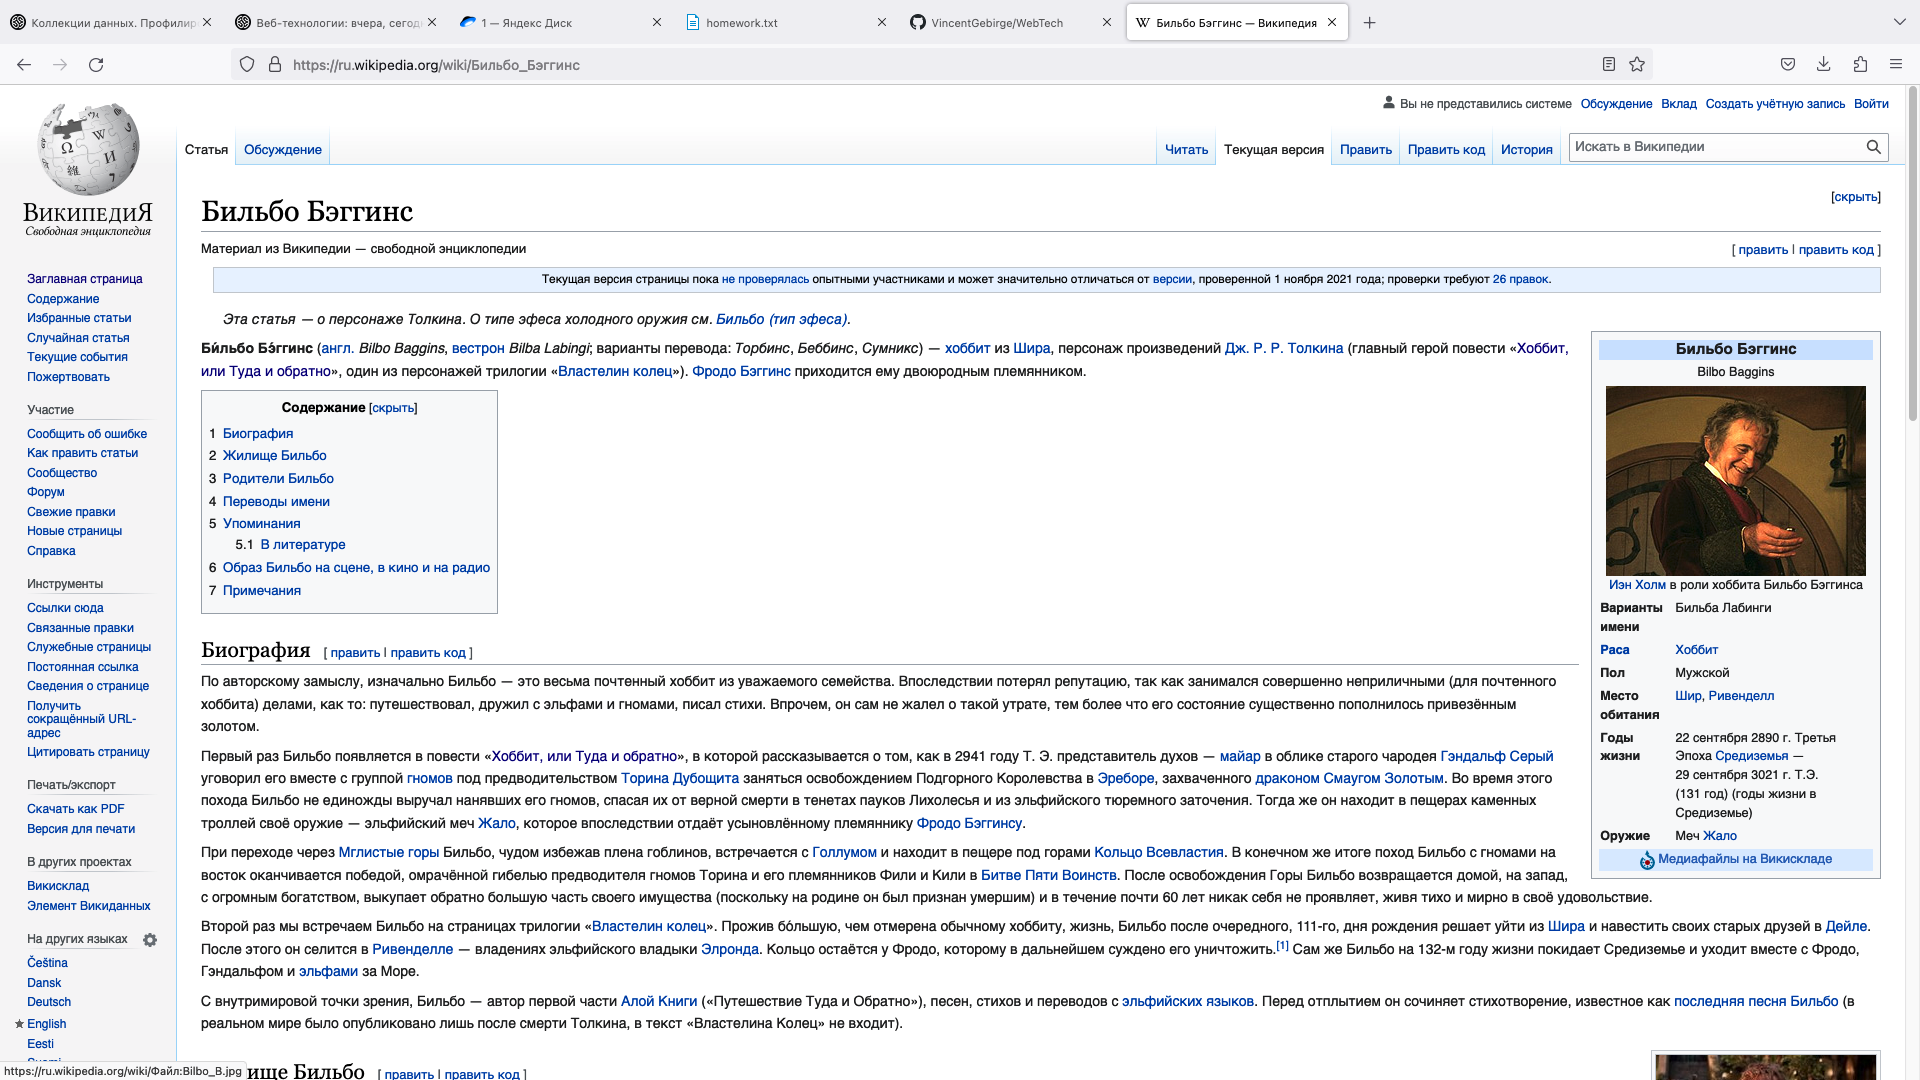 Коллекции данных. Профилир
Веб-технологии: вчера, сегод
1 — Яндекс Диск
homework.txt
VincentGebirge/WebTech
Бильбо Бэггинс — Википедия
https://ru.wikipedia.org/wiki/Бильбо_Бэггинс
Вы не представились системе Обсуждение Вклад Создать учётную запись Войти
Статья Обсуждение Читать Текущая версия Править Править код История Искать в Википедии
ВикипедиЯ
Свободная энциклопедия
Заглавная страница
Содержание
Избранные статьи
Случайная статья
Текущие события
Пожертвовать
Участие
Сообщить об ошибке
Как править статьи
Сообщество
Форум
Свежие правки
Новые страницы
Справка
Инструменты
Ссылки сюда
Связанные правки
Служебные страницы
Постоянная ссылка
Сведения о странице
Получить
сокращённый URL-
адрес
Цитировать страницу
Печать/экспорт
Скачать как PDF
Версия для печати
В других проектах
Викисклад
Элемент Викиданных
На других языках
Čeština
Dansk
Deutsch
English
Eesti
https://ru.wikipedia.org/wiki/Файл:Bilbo_B.jpg
[скрыть]
Бильбо Бэггинс
Материал из Википедии — свободной энциклопедии
[ править | править код ]
Текущая версия страницы пока не проверялась опытными участниками и может значительно отличаться от версии, проверенной 1 ноября 2021 года; проверки требуют 26 правок.
Эта статья — о персонаже Толкина. О типе эфеса холодного оружия см. Бильбо (тип эфеса).
Би́льбо Бэ́ггинс (англ. Bilbo Baggins, вестрон Bilba Labingi; варианты перевода: Торбинс, Беббинс, Сумникс) — хоббит из Шира, персонаж произведений Дж. Р. Р. Толкина (главный герой повести «Хоббит,
или Туда и обратно», один из персонажей трилогии «Властелин колец»). Фродо Бэггинс приходится ему двоюродным племянником.
Содержание [скрыть]
1 Биография
2 Жилище Бильбо
3 Родители Бильбо
4 Переводы имени
5 Упоминания
5.1 В литературе
6 Образ Бильбо на сцене, в кино и на радио
7 Примечания
Бильбо Бэггинс
Bilbo Baggins
Иэн Холм в роли хоббита Бильбо Бэггинса
Варианты Бильба Лабинги
имени
Раса Хоббит
Пол Мужской
Место Шир, Ривенделл
обитания
Годы 22 сентября 2890 г. Третья
жизни Эпоха Средиземья —
29 сентября 3021 г. Т.Э.
(131 год) (годы жизни в
Средиземье)
Оружие Меч Жало
Медиафайлы на Викискладе
Биография [ править | править код ]
По авторскому замыслу, изначально Бильбо — это весьма почтенный хоббит из уважаемого семейства. Впоследствии потерял репутацию, так как занимался совершенно неприличными (для почтенного
хоббита) делами, как то: путешествовал, дружил с эльфами и гномами, писал стихи. Впрочем, он сам не жалел о такой утрате, тем более что его состояние существенно пополнилось привезённым
золотом.
Первый раз Бильбо появляется в повести «Хоббит, или Туда и обратно», в которой рассказывается о том, как в 2941 году Т. Э. представитель духов — майар в облике старого чародея Гэндальф Серый
уговорил его вместе с группой гномов под предводительством Торина Дубощита заняться освобождением Подгорного Королевства в Эреборе, захваченного драконом Смаугом Золотым. Во время этого
похода Бильбо не единожды выручал нанявших его гномов, спасая их от верной смерти в тенетах пауков Лихолесья и из эльфийского тюремного заточения. Тогда же он находит в пещерах каменных
троллей своё оружие — эльфийский меч Жало, которое впоследствии отдаёт усыновлённому племяннику Фродо Бэггинсу.
При переходе через Мглистые горы Бильбо, чудом избежав плена гоблинов, встречается с Голлумом и находит в пещере под горами Кольцо Всевластия. В конечном же итоге поход Бильбо с гномами на
восток оканчивается победой, омрачённой гибелью предводителя гномов Торина и его племянников Фили и Кили в Битве Пяти Воинств. После освобождения Горы Бильбо возвращается домой, на запад,
с огромным богатством, выкупает обратно большую часть своего имущества (поскольку на родине он был признан умершим) и в течение почти 60 лет никак себя не проявляет, живя тихо и мирно в своё удовольствие.
Второй раз мы встречаем Бильбо на страницах трилогии «Властелин колец». Прожив бо́льшую, чем отмерена обычному хоббиту, жизнь, Бильбо после очередного, 111-го, дня рождения решает уйти из Шира и навестить своих старых друзей в Дейле.
После этого он селится в Ривенделле — владениях эльфийского владыки Элронда. Кольцо остаётся у Фродо, которому в дальнейшем суждено его уничтожить.[1] Сам же Бильбо на 132-м году жизни покидает Средиземье и уходит вместе с Фродо,
Гэндальфом и эльфами за Море.
С внутримировой точки зрения, Бильбо — автор первой части Алой Книги («Путешествие Туда и Обратно»), песен, стихов и переводов с эльфийских языков. Перед отплытием он сочиняет стихотворение, известное как последняя песня Бильбо (в
реальном мире было опубликовано лишь после смерти Толкина, в текст «Властелина Колец» не входит).
ище Бильбо [ править | править код ]